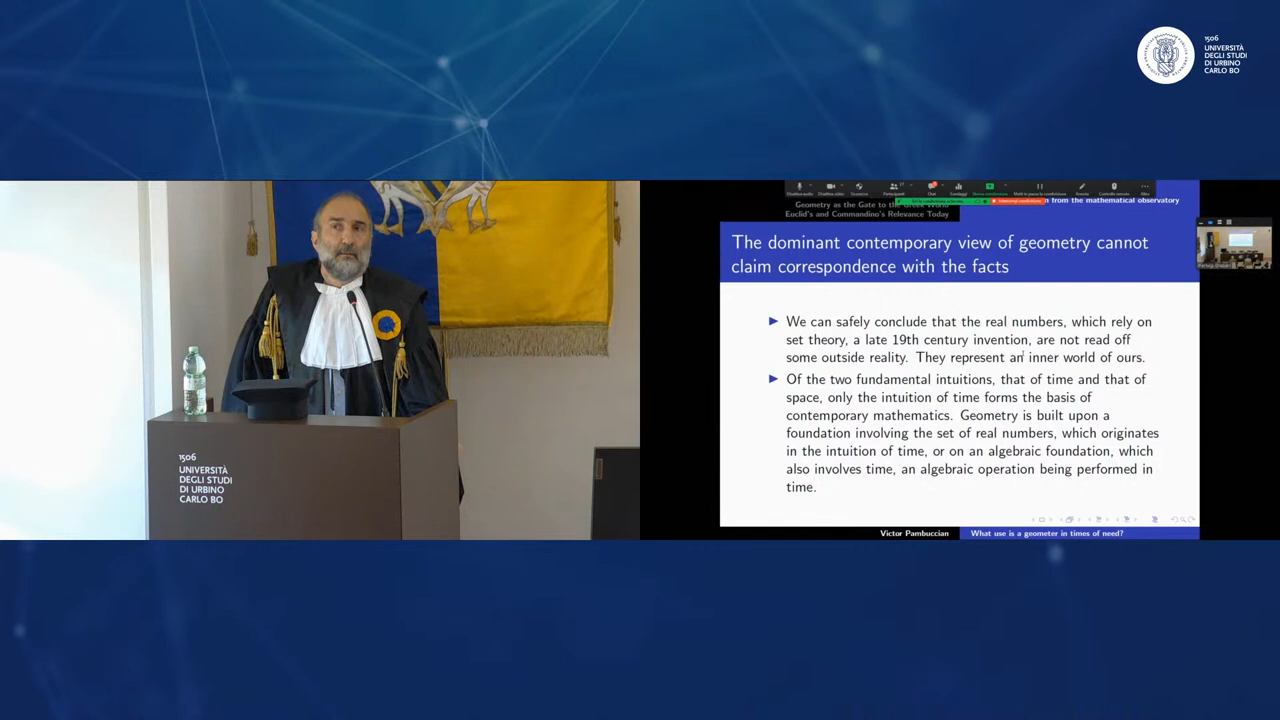 1506
UNIVERSITÀ
DEGLI STUDI
DI URBINO
CARLO BO
1506
UNIVERSITÀ
DEGLI STUDI
DI URBINO
CARLO BO
Geometry as the Gate to the Greek World
Euclid's and Commandino's Relevance Today
n from the mathematical observatory
The dominant contemporary view of geometry cannot
claim correspondence with the facts
We can safely conclude that the real numbers, which rely on
set theory, a late 19th century invention, are not read off
some outside reality. They represent an inner world of ours.
Of the two fundamental intuitions, that of time and that of
space, only the intuition of time forms the basis of
contemporary mathematics. Geometry is built upon a
foundation involving the set of real numbers, which originates
in the intuition of time, or on an algebraic foundation, which
also involves time, an algebraic operation being performed in
time.
Victor Pambuccian
What use is a geometer in times of need?